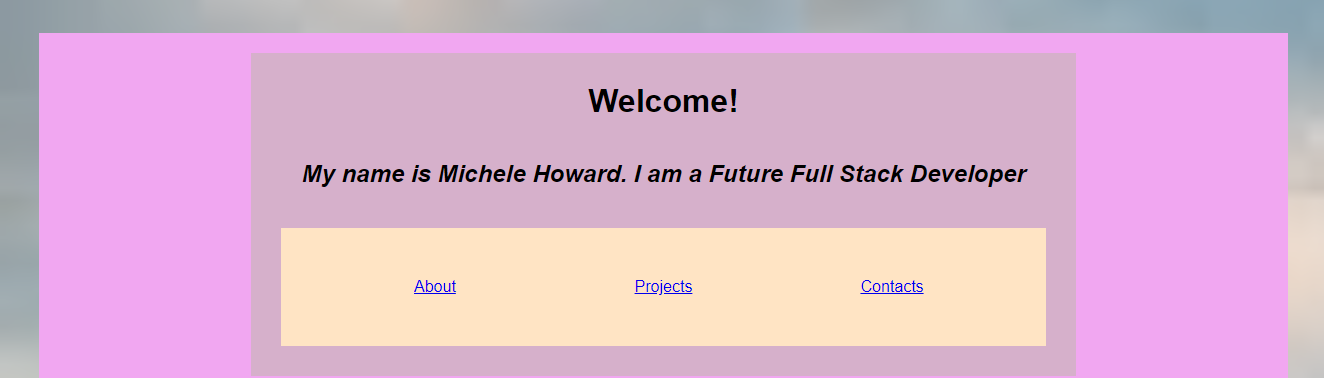 Welcome!
My name is Michele Howard. I am a Future Full Stack Developer
About Projects Contacts